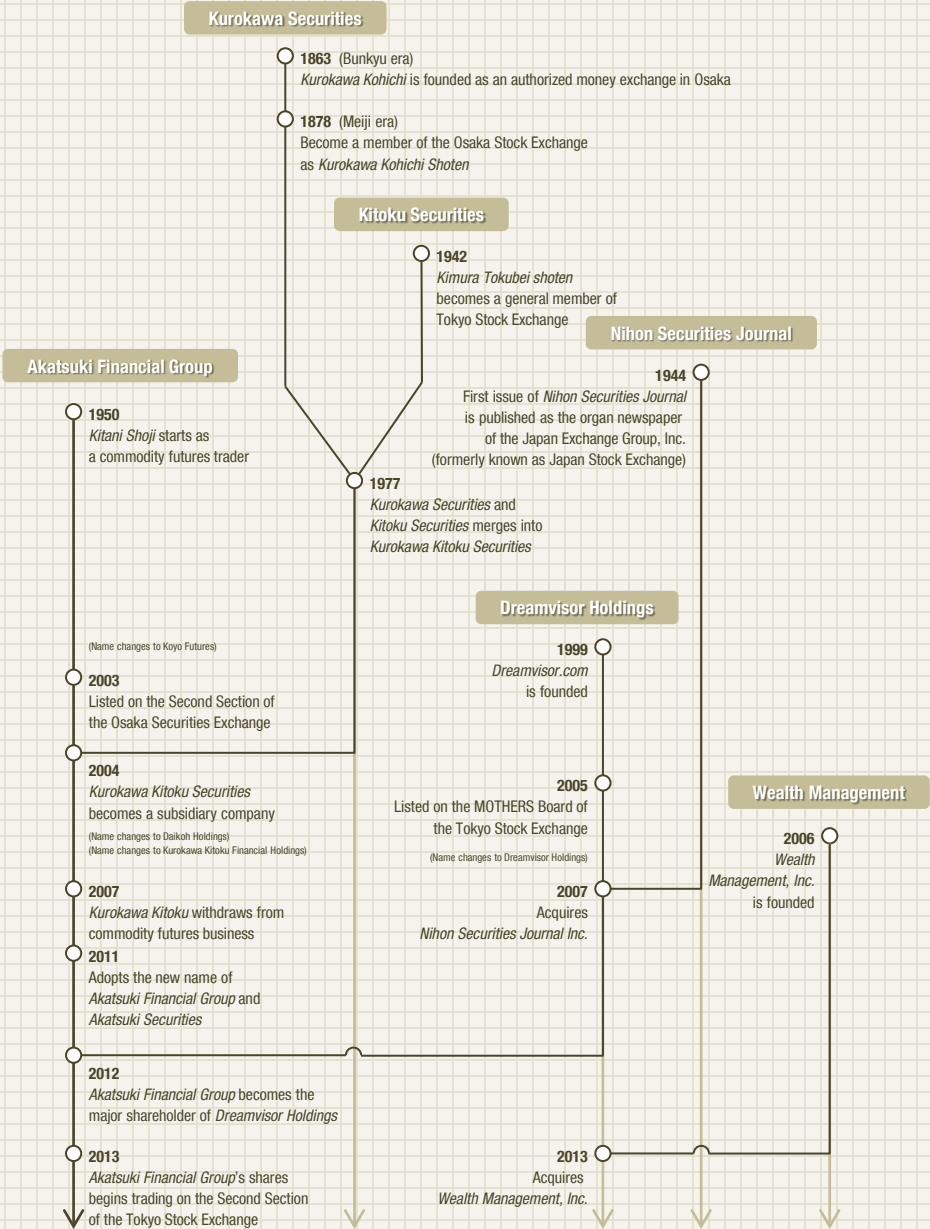 Kurokawa Securities
1863 (Bunkyu era)
Kurokawa Kohichi is founded as an authorized money exchange in Osaka
1878 (Meiji era)
Become a member of the Osaka Stock Exchange
as Kurokawa Kohichi Shoten
Kitoku Securities
1942
Kimura Tokubei shoten
becomes a general member of
Tokyo Stock Exchange
Nihon Securities Journal
1944
First issue of Nihon Securities Journal
is published as the organ newspaper
of the Japan Exchange Group, Inc.
(formerly known as Japan Stock Exchange)
Akatsuki Financial Group
1950
Kitani Shoji starts as
a commodity futures trader
1977
Kurokawa Securities and
Kitoku Securities merges into
Kurokawa Kitoku Securities
Dreamvisor Holdings
1999
Dreamvisor.com
is founded
(Name changes to Koyo Futures)
2003
Listed on the Second Section of
the Osaka Securities Exchange
2004
Kurokawa Kitoku Securities
becomes a subsidiary company
(Name changes to Daikoh Holdings)
(Name changes to Kurokawa Kitoku Financial Holdings)
2005
Listed on the MOTHERS Board of
the Tokyo Stock Exchange
(Name changes to Dreamvisor Holdings)
Wealth Management
2006
Wealth
Management, Inc.
is founded
2007
Kurokawa Kitoku withdraws from
commodity futures business
2007
Acquires
Nihon Securities Journal Inc.
2011
Adopts the new name of
Akatsuki Financial Group and
Akatsuki Securities
2012
Akatsuki Financial Group becomes the
major shareholder of Dreamvisor Holdings
2013
Akatsuki Financial Group's shares
begins trading on the Second Section
of the Tokyo Stock Exchange
2013
Acquires
Wealth Management, Inc.